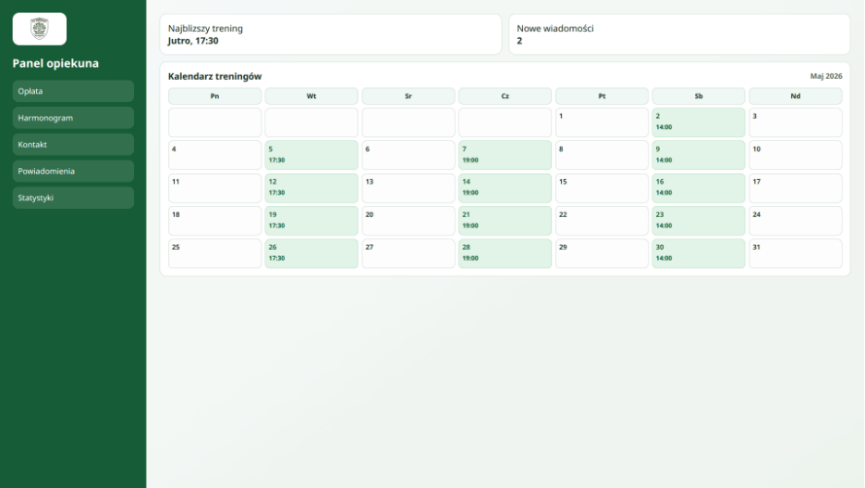 Panel opiekuna
Opłata
Harmonogram
Kontakt
Powiadomienia
Statystyki
Najbliższy trening
Jutro, 17:30
Nowe wiadomości
2
Kalendarz treningów
Maj 2026
Pn Wt Śr Cz Pt Sb Nd
1 2 3
14:00
4 5 6 7 8 9 10
17:30 19:00 14:00
11 12 13 14 15 16 17
17:30 19:00 14:00
18 19 20 21 22 23 24
17:30 19:00 14:00
25 26 27 28 29 30 31
17:30 19:00 14:00